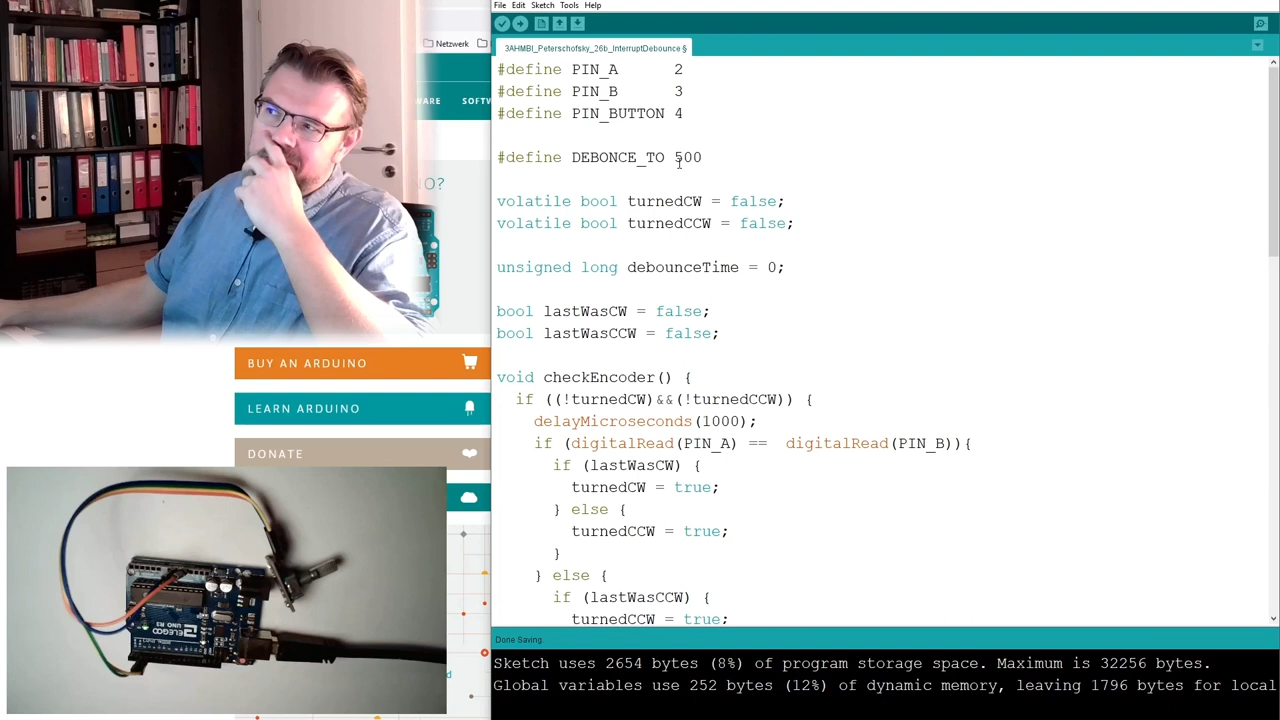 File Edit Sketch Tools Help
Netzwerk
3AHMBI_Peterschofsky_26b_InterruptDebounce §
#define PIN_A 2
#define PIN_B 3
#define PIN_BUTTON 4
#define DEBONCE_TO 500
volatile bool turnedCW = false;
volatile bool turnedCCW = false;
unsigned long debounceTime = 0;
bool lastWasCW = false;
bool lastWasCCW = false;
void checkEncoder() {
if ((!turnedCW)&&(!turnedCCW)) {
delayMicroseconds(1000);
if (digitalRead(PIN_A) == digitalRead(PIN_B)){
if (lastWasCW) {
turnedCW = true;
} else {
turnedCCW = true;
}
} else {
if (lastWasCCW) {
turnedCCW = true;
Done Saving.
Sketch uses 2654 bytes (8%) of program storage space. Maximum is 32256 bytes.
Global variables use 252 bytes (12%) of dynamic memory, leaving 1796 bytes for local
WARE SOFTW
O?
BUY AN ARDUINO
LEARN ARDUINO
DONATE
ELEGOO
UNO R3
d